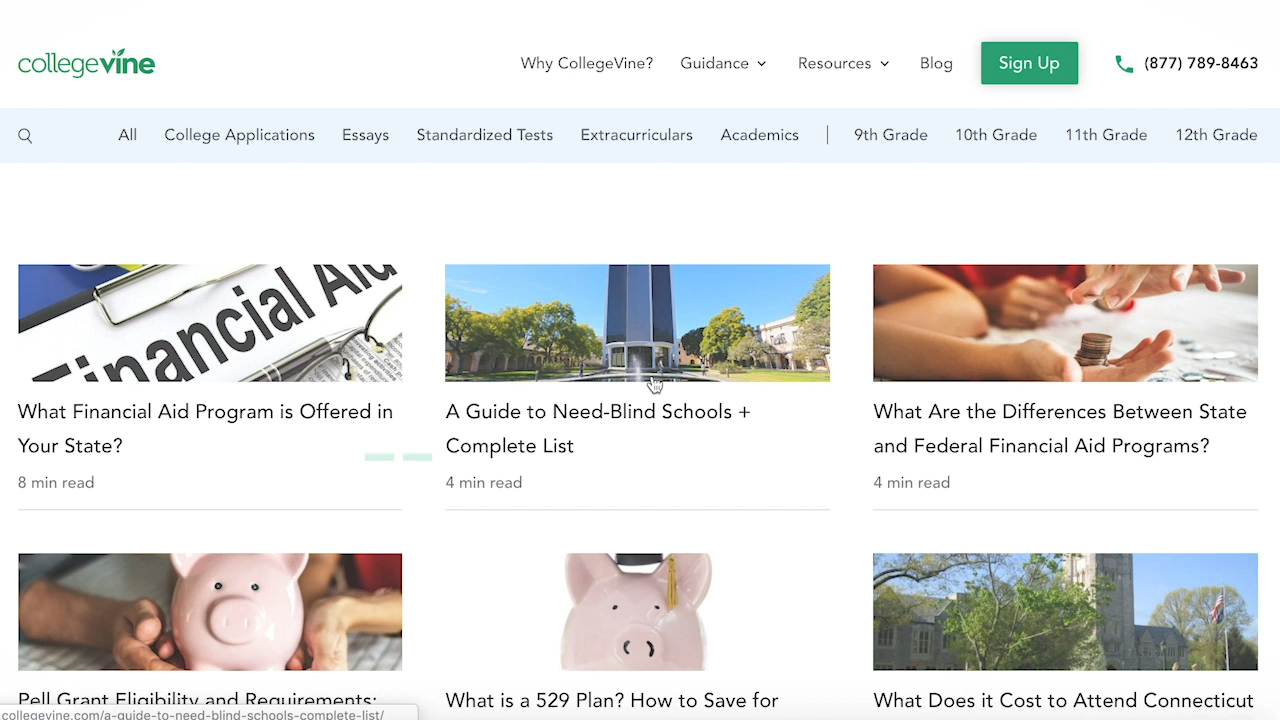 collegevine
Why CollegeVine?
Guidance
Resources
Blog
Sign Up
(877) 789-8463
All
College Applications
Essays
Standardized Tests
Extracurriculars
Academics
9th Grade
10th Grade
11th Grade
12th Grade
Financial Aid
What Financial Aid Program is Offered in
Your State?
8 min read
A Guide to Need-Blind Schools +
Complete List
4 min read
What Are the Differences Between State
and Federal Financial Aid Programs?
4 min read
Pell Grant Eligibility and Requirements:
What is a 529 Plan? How to Save for
What Does it Cost to Attend Connecticut
collegevine.com/a-guide-to-need-blind-schools-complete-list/